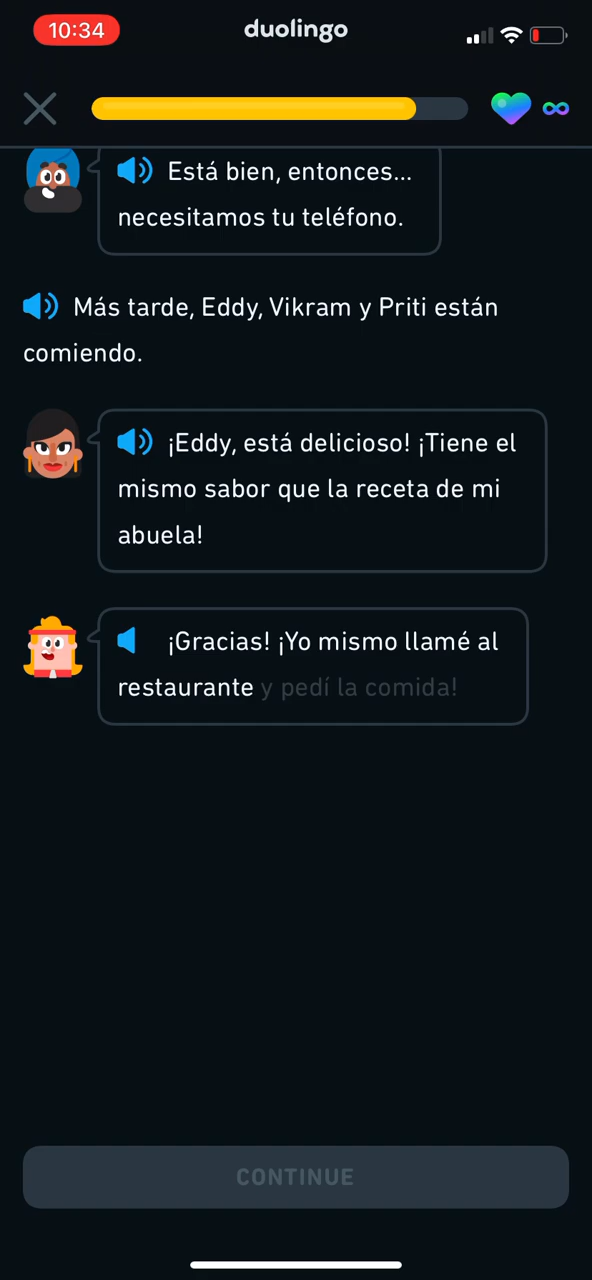 10:34
duolingo
Está bien, entonces...
necesitamos tu teléfono.
Más tarde, Eddy, Vikram y Priti están
comiendo.
¡Eddy, está delicioso! ¡Tiene el
mismo sabor que la receta de mi
abuela!
¡Gracias! ¡Yo mismo llamé al
restaurante y pedí la comida!
CONTINUE